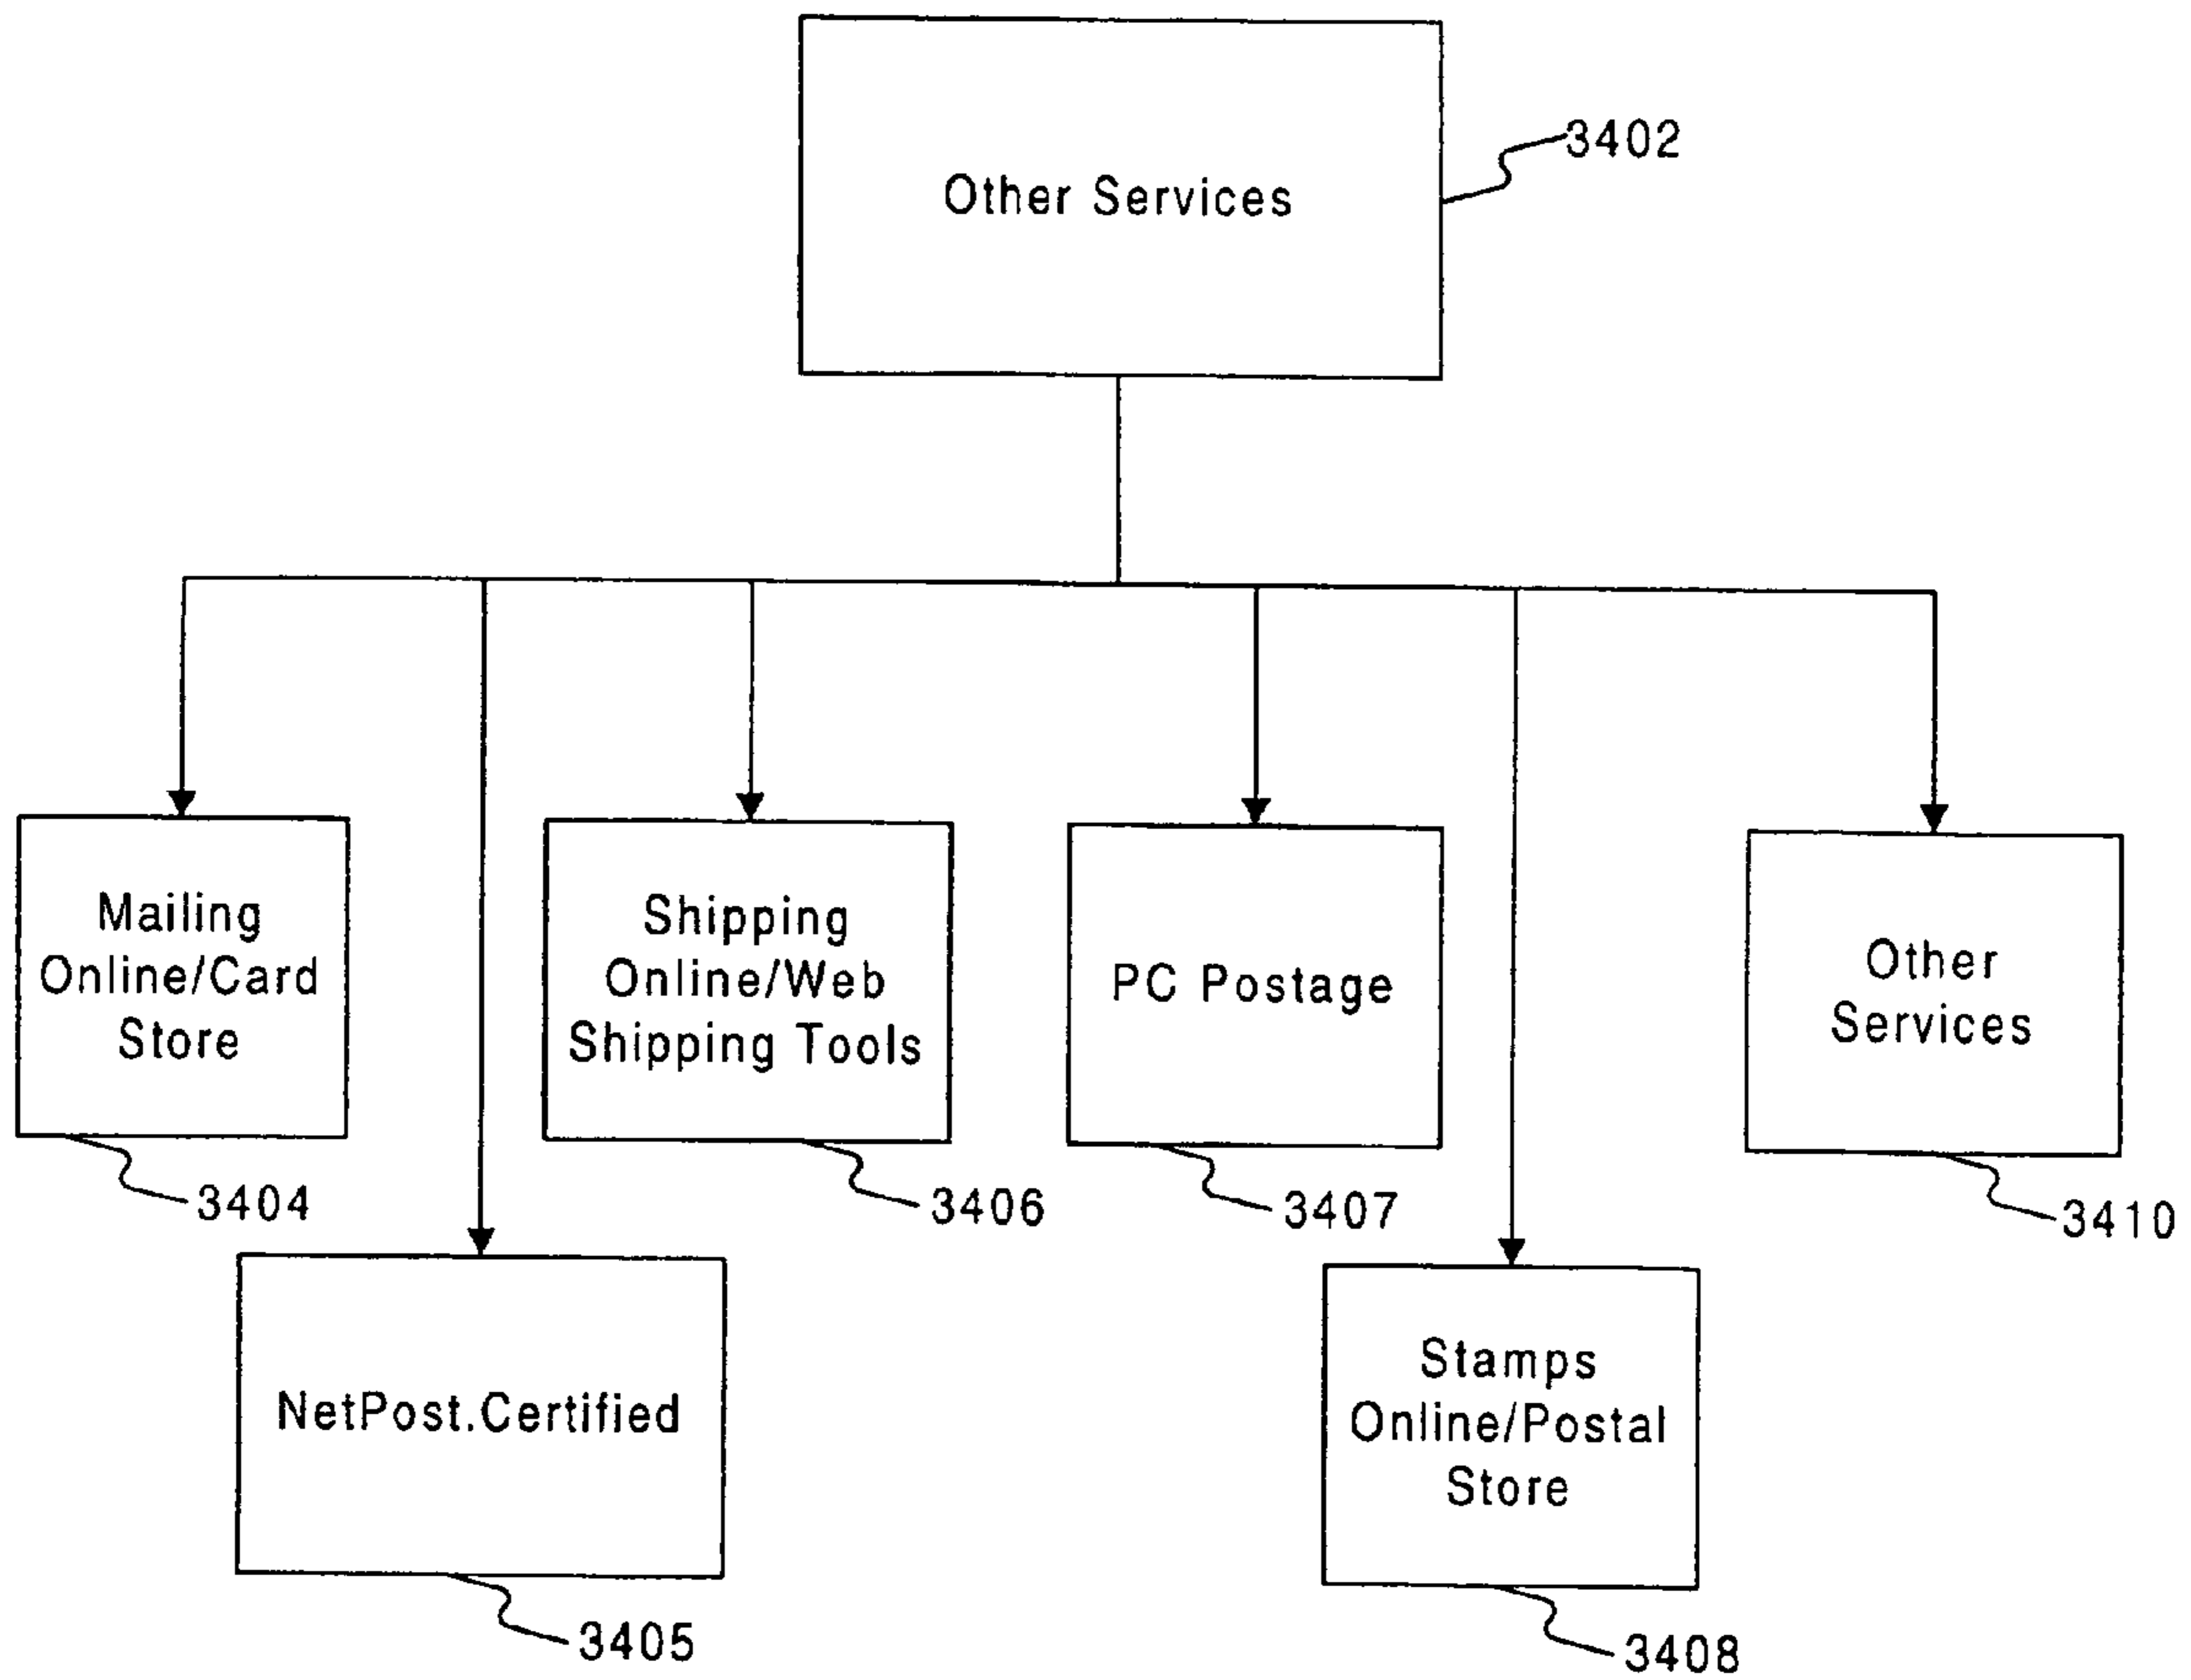 Other Services
3402
Mailing
Online/Card
Store
3404
Shipping
Online/Web
Shipping Tools
3406
PC Postage
3407
Other
Services
3410
NetPost.Certified
3405
Stamps
Online/Postal
Store
3408